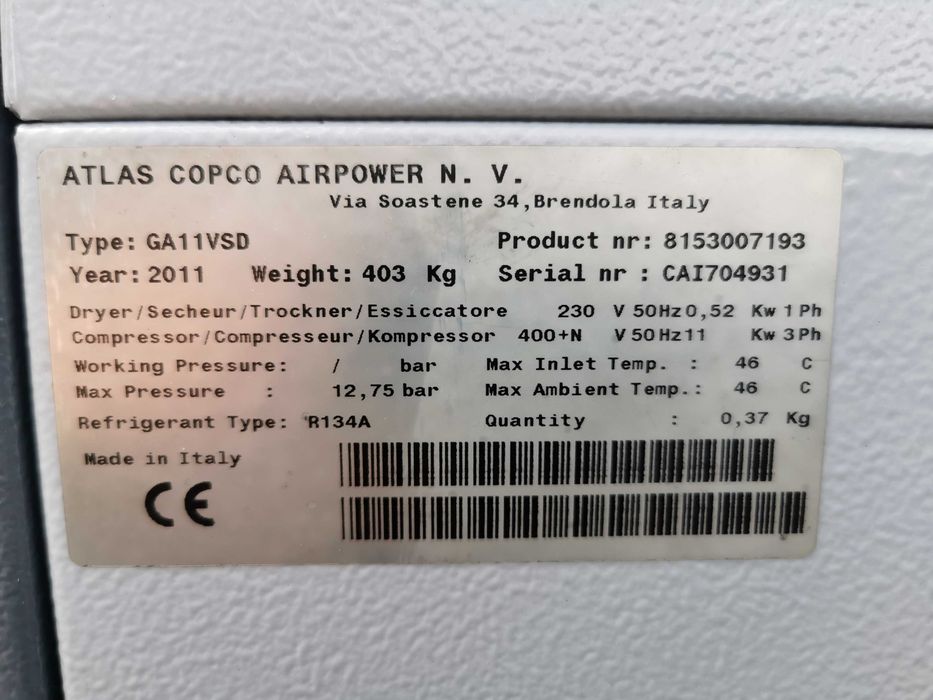 ATLAS COPCO AIRPOWER N. V.
Via Soastene 34,Brendola Italy
Type: GA11VSD Product nr: 8153007193
Year: 2011 Weight: 403 Kg Serial nr : CAI704931
Dryer/Secheur/Trockner/Essiccatore 230 V 50Hz 0,52 Kw 1 Ph
Compressor/Compresseur/Kompressor 400+N V 50Hz 11 Kw 3 Ph
Working Pressure: / bar Max Inlet Temp. : 46 C
Max Pressure : 12,75 bar Max Ambient Temp.: 46 C
Refrigerant Type: R134A Quantity : 0,37 Kg
Made in Italy
CE